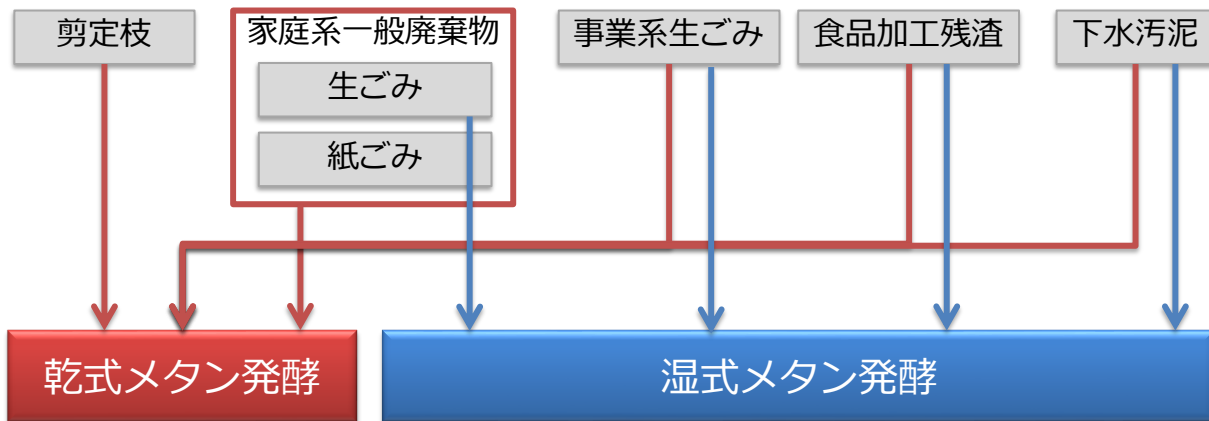 剪定枝
家庭系一般廃棄物
生ごみ
紙ごみ
事業系生ごみ
食品加工残渣
下水汚泥
乾式メタン発酵
湿式メタン発酵